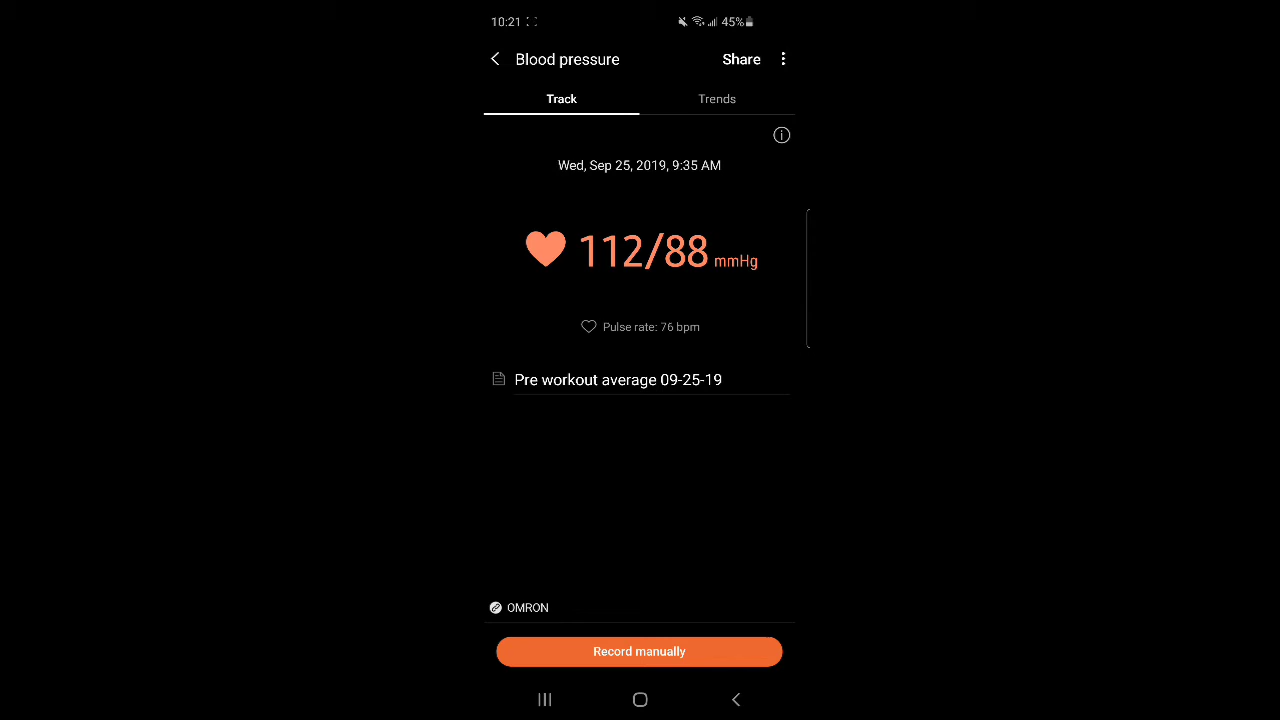 10:21 45%
Blood pressure Share
Track Trends
Wed, Sep 25, 2019, 9:35 AM
112/88 mmHg
Pulse rate: 76 bpm
Pre workout average 09-25-19
OMRON
Record manually